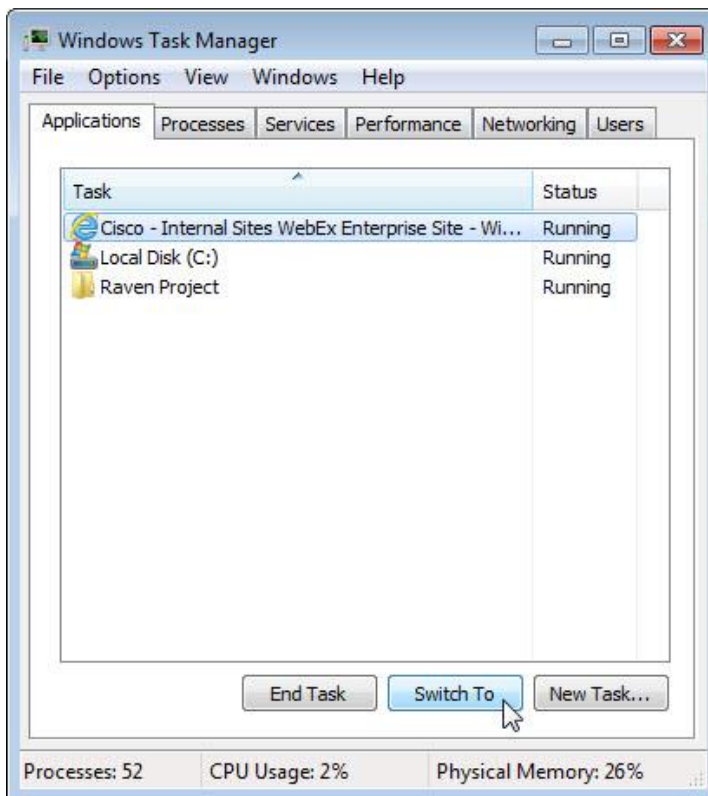 Windows Task Manager
File Options View Windows Help
Applications Processes Services Performance Networking Users
Task Status
Cisco - Internal Sites WebEx Enterprise Site - Wi... Running
Local Disk (C:) Running
Raven Project Running
End Task Switch To New Task...
Processes: 52 CPU Usage: 2% Physical Memory: 26%